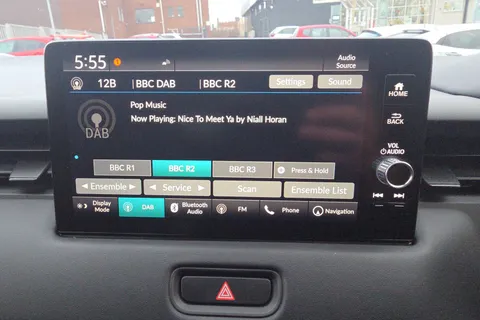 5:55
Audio Source
12B | BBC DAB | BBC R2 Settings Sound
Pop Music
Now Playing: Nice To Meet Ya by Niall Horan
DAB
HOME
BACK
VOL
AUDIO
BBC R1 BBC R2 BBC R3 Press & Hold
Ensemble Service Scan Ensemble List
Display Mode DAB Bluetooth Audio FM Phone Navigation